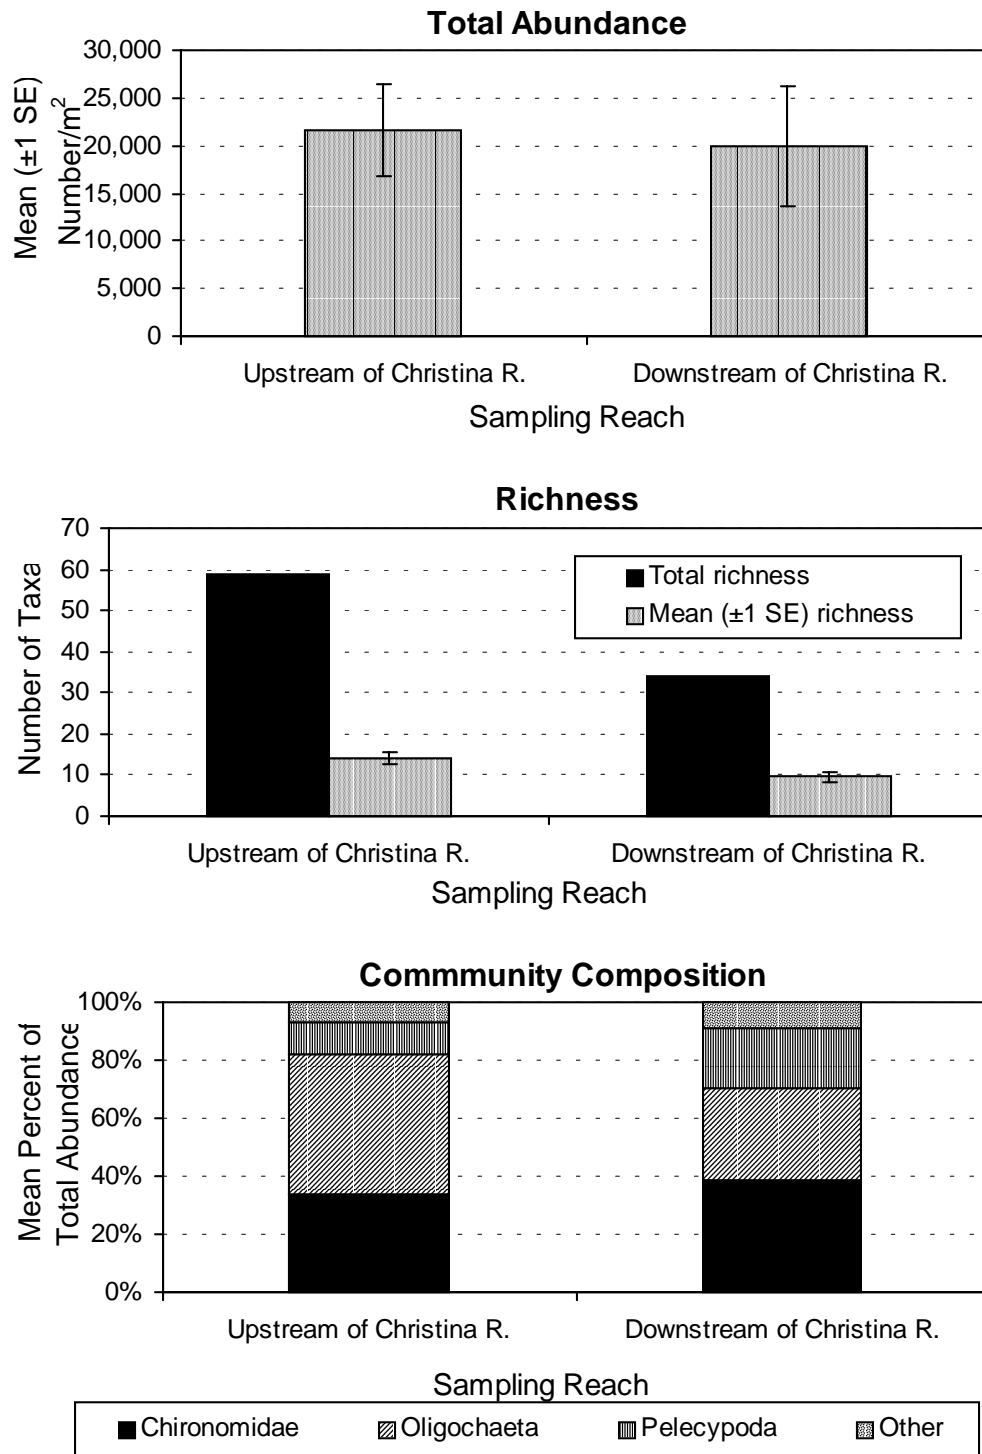 Total Abundance
Mean (±1 SE)
Number/m²
30,000
25,000
20,000
15,000
10,000
5,000
0
Upstream of Christina R.
Downstream of Christina R.
Sampling Reach
Richness
Number of Taxa
70
60
50
40
30
20
10
0
Total richness
Mean (±1 SE) richness
Upstream of Christina R.
Downstream of Christina R.
Sampling Reach
Commmunity Composition
Mean Percent of
Total Abundance
100%
80%
60%
40%
20%
0%
Upstream of Christina R.
Downstream of Christina R.
Sampling Reach
Chironomidae Oligochaeta Pelecypoda Other